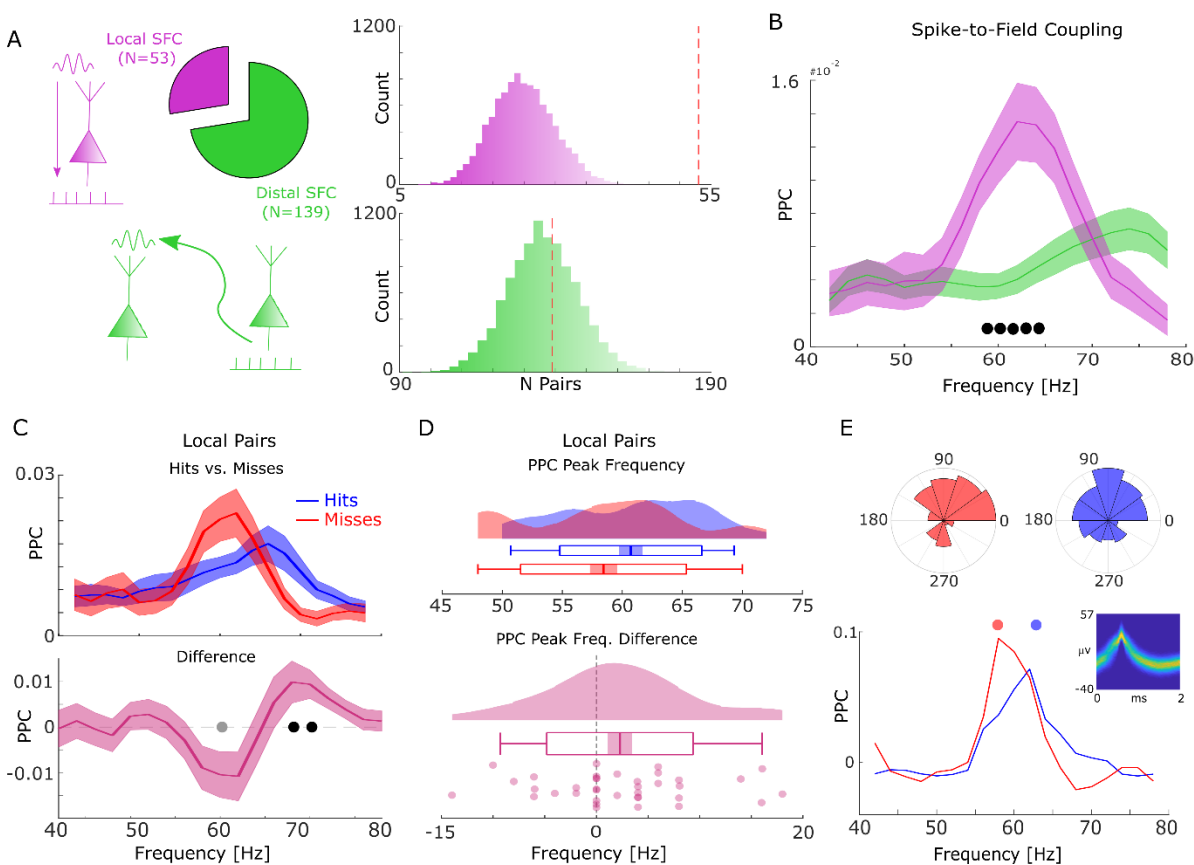 A
Local SFC
(N=53)
Distal SFC
(N=139)
1200
Count
0
5
55
1200
Count
0
90
N Pairs
190
B
Spike-to-Field Coupling
#10⁻²
1.6
PPC
0
40
50
60
70
80
Frequency [Hz]
C
Local Pairs
Hits vs. Misses
0.03
Hits
Misses
PPC
0
Difference
0.01
PPC
0
-0.01
40
50
60
70
80
Frequency [Hz]
D
Local Pairs
PPC Peak Frequency
45
50
55
60
65
70
75
PPC Peak Freq. Difference
-15
0
20
Frequency [Hz]
E
90
180
0
270
90
180
0
270
57
µV
-40
0
ms
2
0.1
PPC
0
40
50
60
70
80
Frequency [Hz]